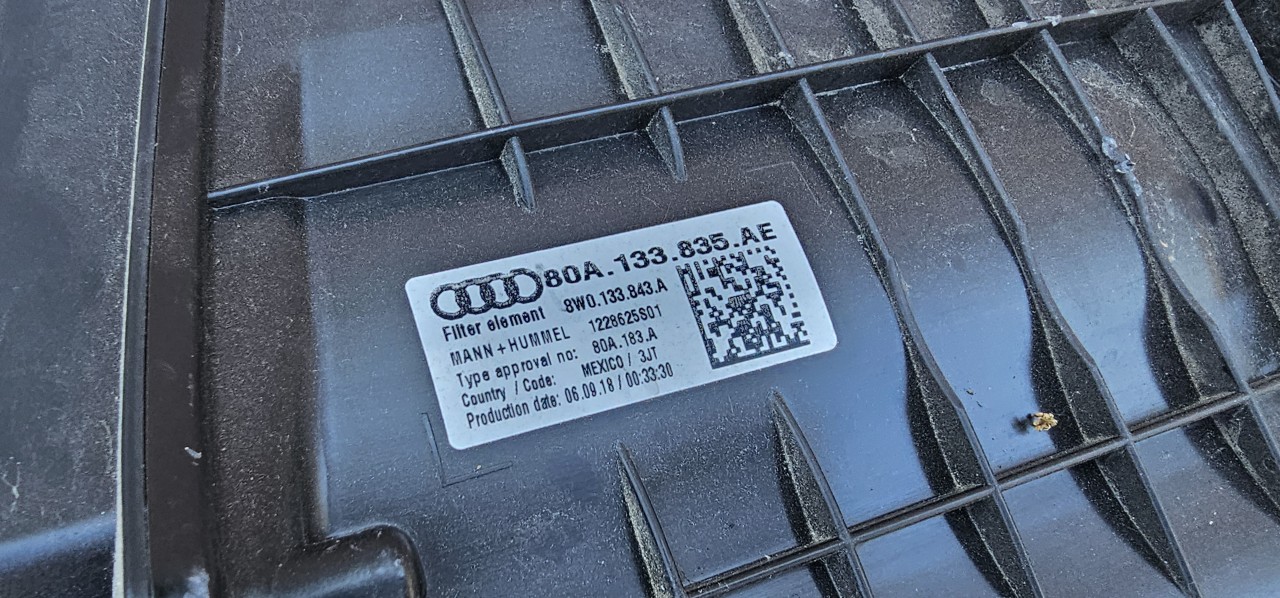 80A.133.835.AE
Filter element 8W0.133.843.A
MANN+HUMMEL 1228625S01
Type approval no: 80A.183.A
Country / Code: MEXICO / 3JT
Production date: 06.09.18 / 00:33:30